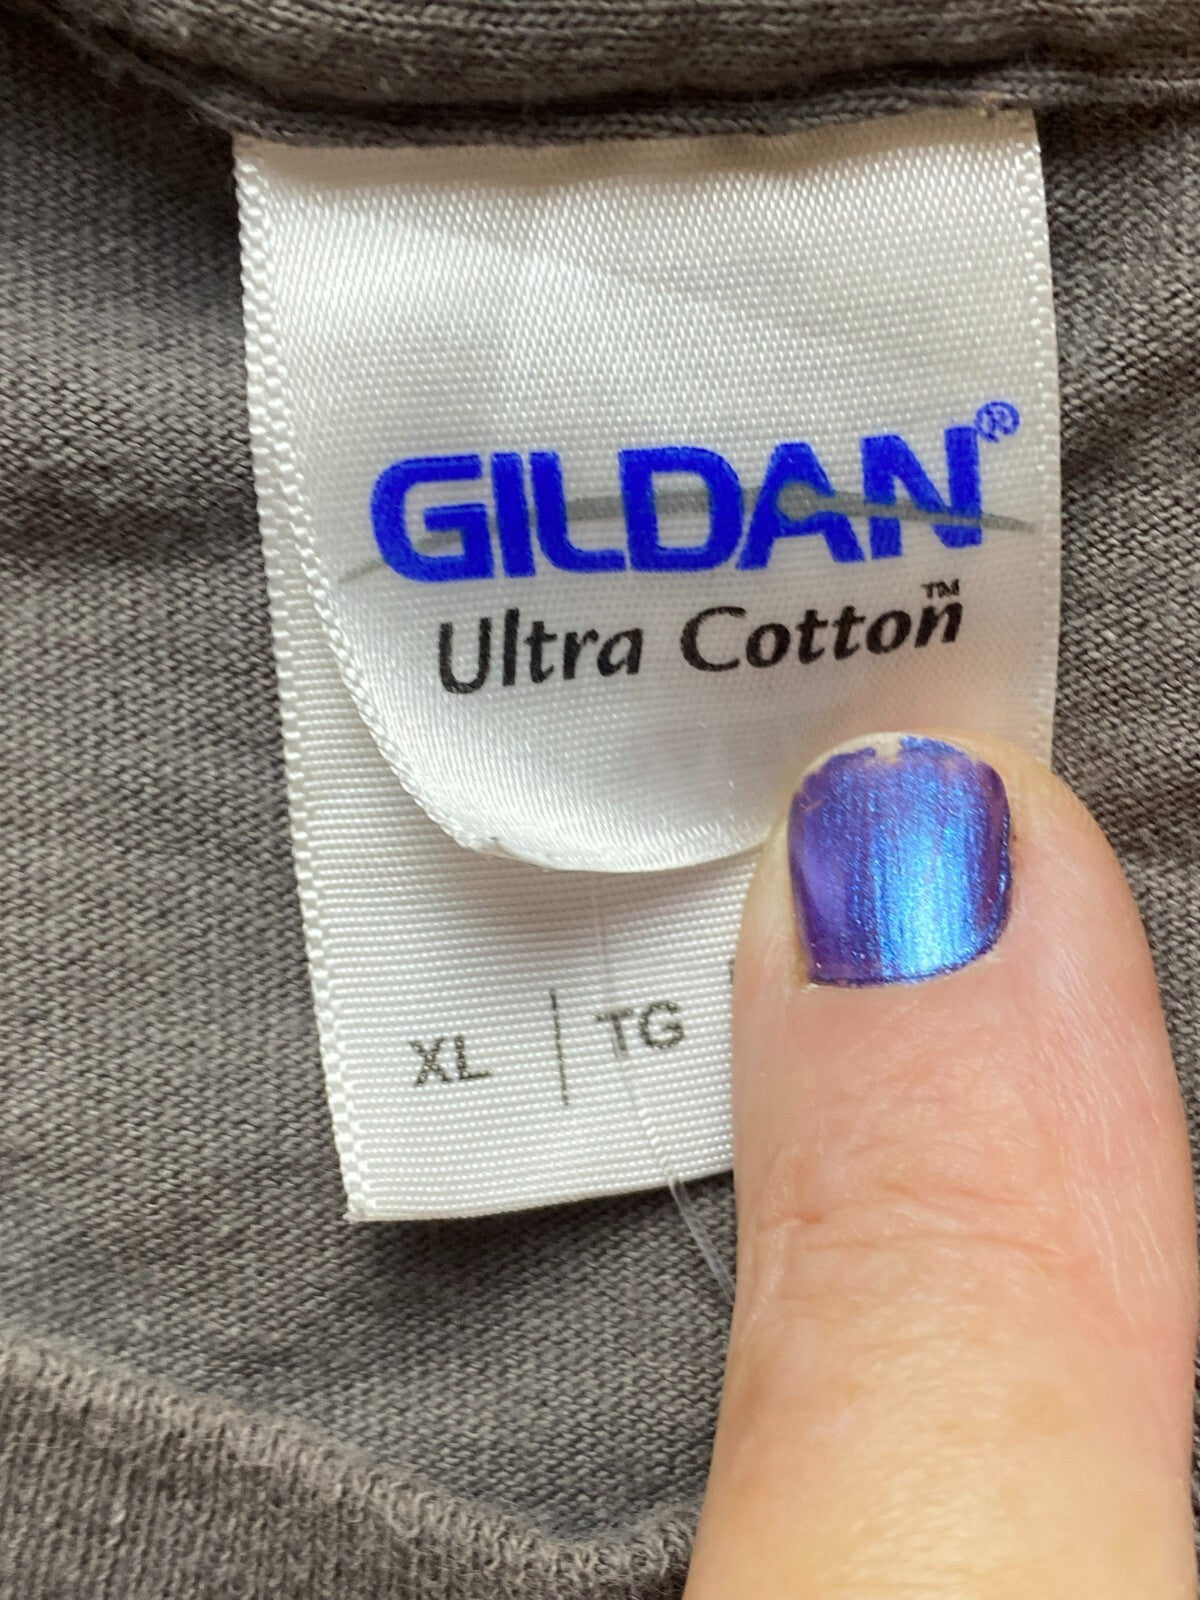 GILDAN®
Ultra Cotton™
XL | TG